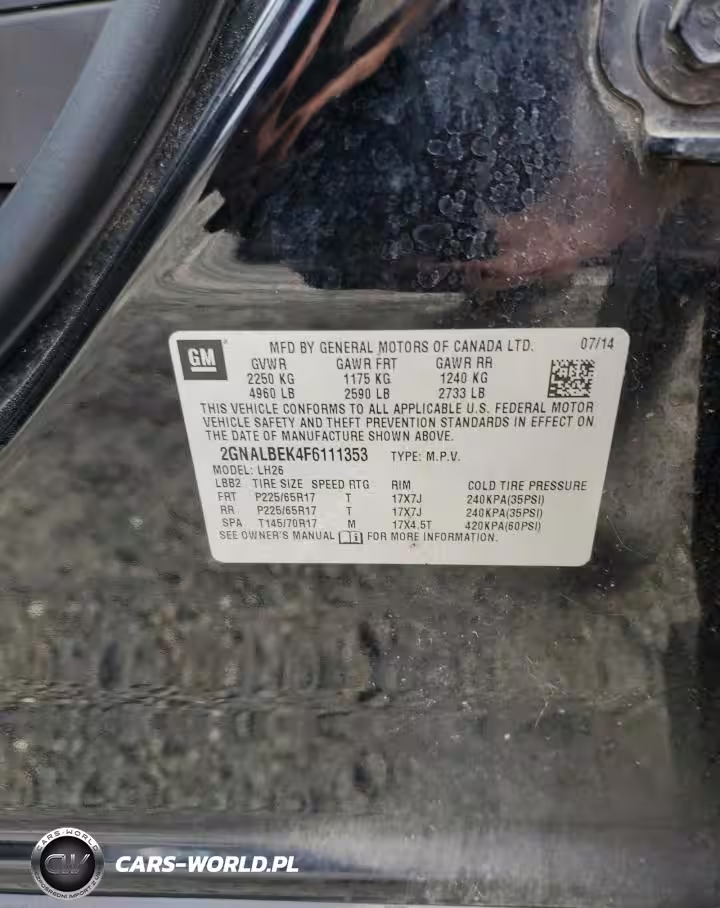 GM
MFD BY GENERAL MOTORS OF CANADA LTD. 07/14
GVWR GAWR FRT GAWR RR
2250 KG 1175 KG 1240 KG
4960 LB 2590 LB 2733 LB
THIS VEHICLE CONFORMS TO ALL APPLICABLE U.S. FEDERAL MOTOR
VEHICLE SAFETY AND THEFT PREVENTION STANDARDS IN EFFECT ON
THE DATE OF MANUFACTURE SHOWN ABOVE.
2GNALBEK4F6111353 TYPE: M.P.V.
MODEL: LH26
LBB2 TIRE SIZE SPEED RTG RIM COLD TIRE PRESSURE
FRT P225/65R17 T 17X7J 240KPA(35PSI)
RR P225/65R17 T 17X7J 240KPA(35PSI)
SPA T145/70R17 M 17X4.5T 420KPA(60PSI)
SEE OWNER'S MANUAL FOR MORE INFORMATION.
CARS-WORLD
CW
CARS-WORLD.PL